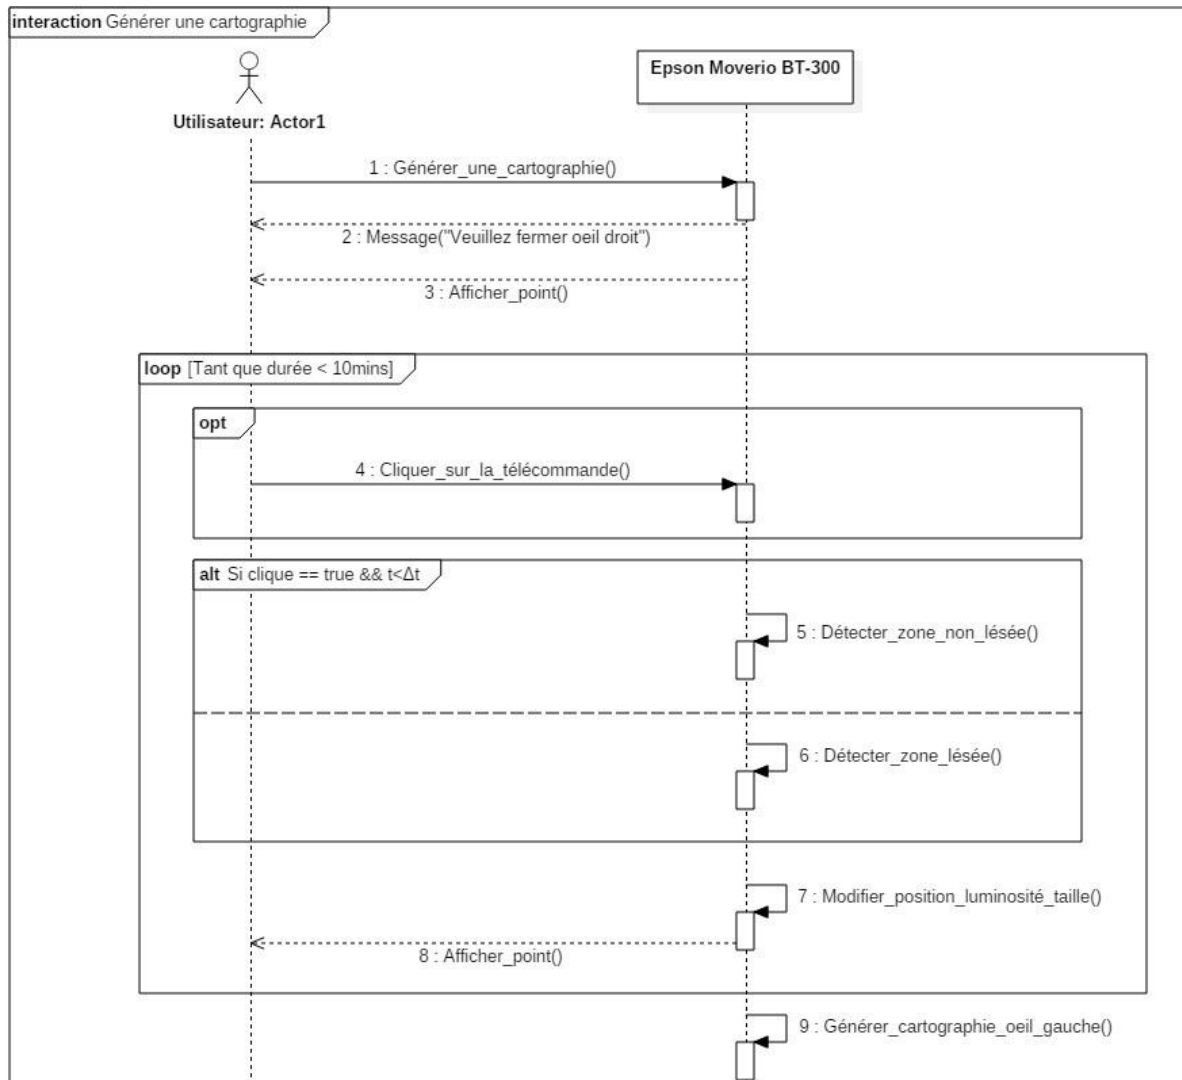 interaction Générer une cartographie
Epson Moverio BT-300
Utilisateur: Actor1
1 : Générer_une_cartographie()
2 : Message("Veuillez fermer oeil droit")
3 : Afficher_point()
loop [Tant que durée < 10mins]
opt
4 : Cliquer_sur_la_télécommande()
alt Si clique == true && t<Δt
5 : Détecter_zone_non_lésée()
6 : Détecter_zone_lésée()
7 : Modifier_position_luminosité_taille()
8 : Afficher_point()
9 : Générer_cartographie_oeil_gauche()